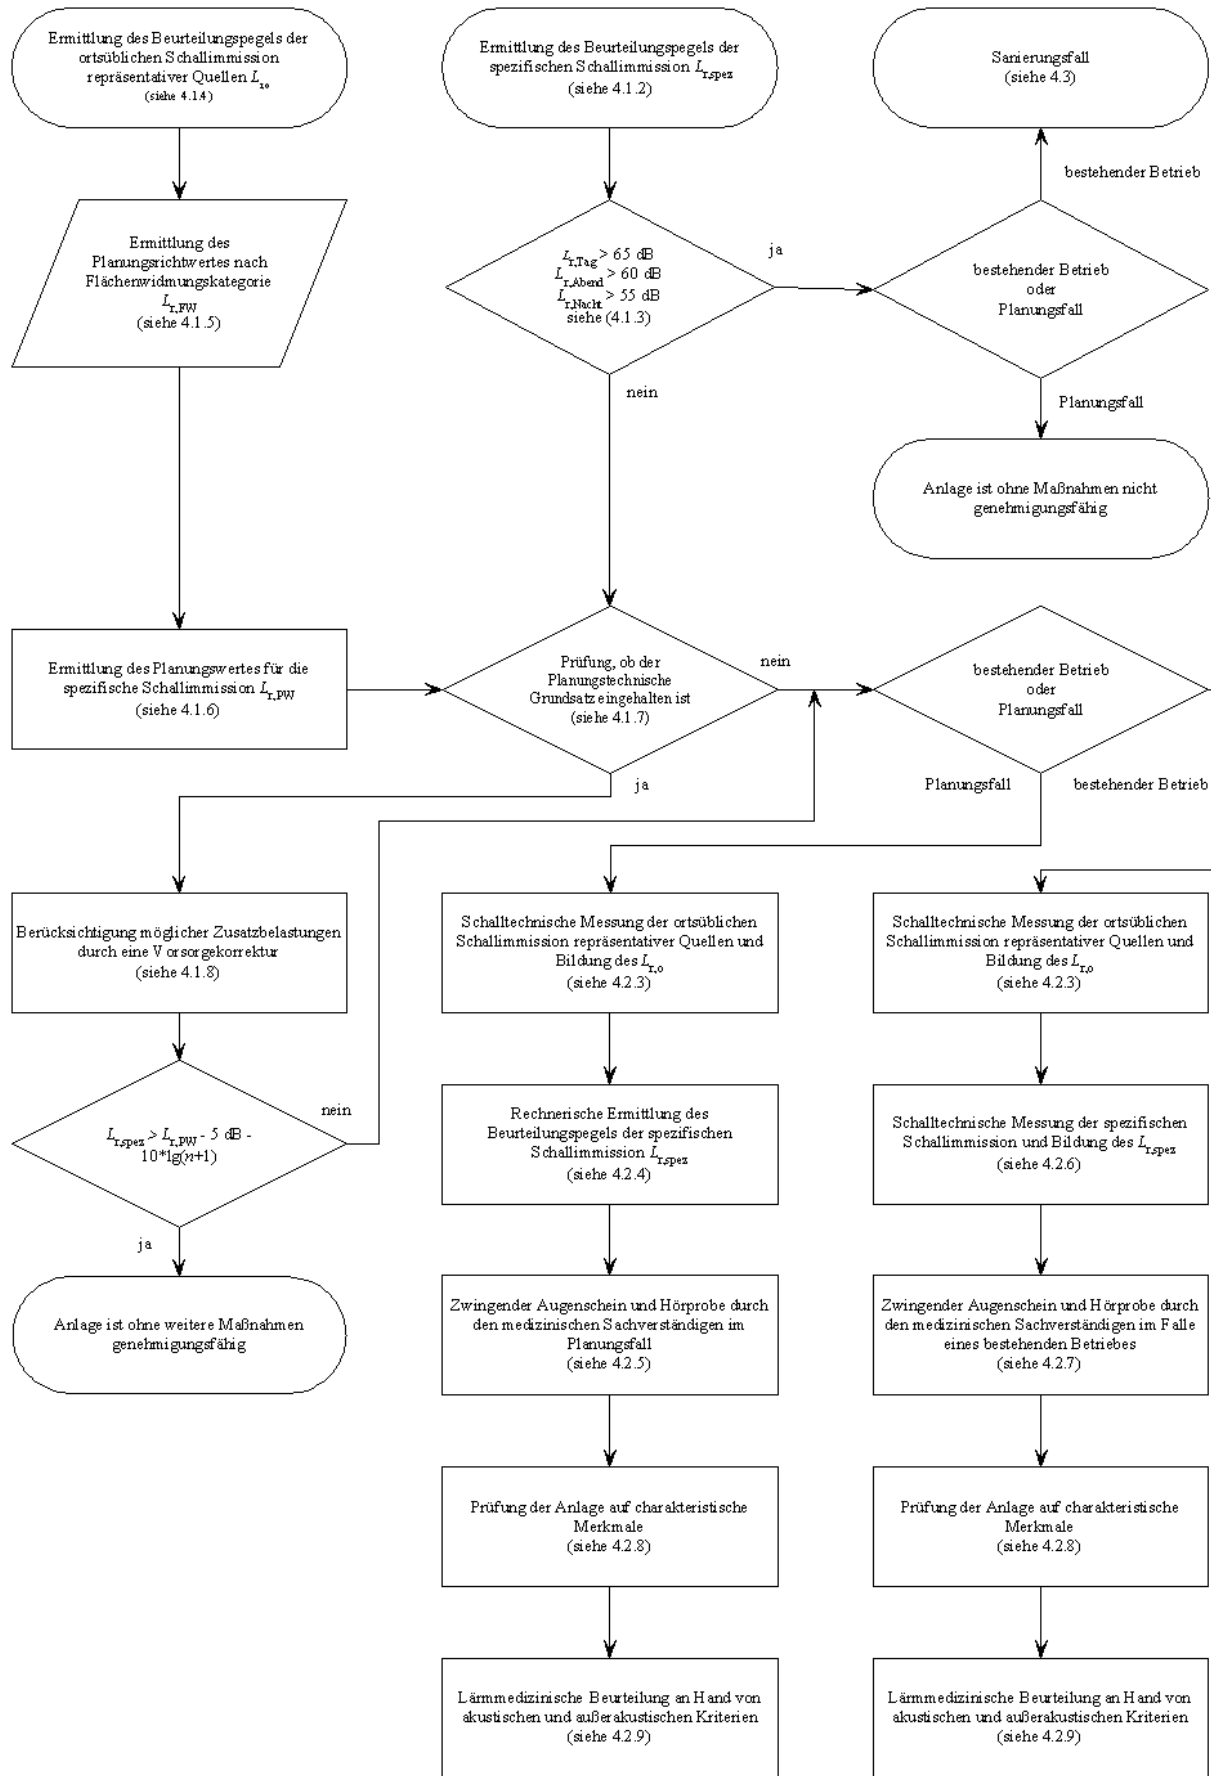 Ermittlung des Beurteilungspegels der
ortsüblichen Schallimmission
repräsentativer Quellen L r,o
(siehe 4.1.4)
Ermittlung des Beurteilungspegels der
spezifischen Schallimmission L r,spez
(siehe 4.1.2)
Sanierungsfall
(siehe 4.3)
bestehender Betrieb
Ermittlung des
Planungsrichtwertes nach
Flächenwidmungskategorie
L r,FW
(siehe 4.1.5)
L r,Tag > 65 dB
L r,Abend > 60 dB
L r,Nacht > 55 dB
siehe (4.1.3)
ja
nein
bestehender Betrieb
oder
Planungsfall
Planungsfall
Anlage ist ohne Maßnahmen nicht
genehmigungsfähig
Ermittlung des Planungswertes für die
spezifische Schallimmission L r,PW
(siehe 4.1.6)
Prüfung, ob der
Planungstechnische
Grundsatz eingehalten ist
(siehe 4.1.7)
nein
ja
bestehender Betrieb
oder
Planungsfall
Planungsfall
bestehender Betrieb
Berücksichtigung möglicher Zusatzbelastungen
durch eine Vorsorgekorrektur
(siehe 4.1.8)
L r,spez > L r,PW - 5 dB -
10*lg(n+1)
nein
ja
Anlage ist ohne weitere Maßnahmen
genehmigungsfähig
Schalltechnische Messung der ortsüblichen
Schallimmission repräsentativer Quellen und
Bildung des L r,o
(siehe 4.2.3)
Rechnerische Ermittlung des
Beurteilungspegels der spezifischen
Schallimmission L r,spez
(siehe 4.2.4)
Zwingender Augenschein und Hörprobe durch
den medizinischen Sachverständigen im
Planungsfall
(siehe 4.2.5)
Prüfung der Anlage auf charakteristische
Merkmale
(siehe 4.2.8)
Lärmmedizinische Beurteilung an Hand von
akustischen und außerakustischen Kriterien
(siehe 4.2.9)
Schalltechnische Messung der ortsüblichen
Schallimmission repräsentativer Quellen und
Bildung des L r,o
(siehe 4.2.3)
Schalltechnische Messung der spezifischen
Schallimmission und Bildung des L r,spez
(siehe 4.2.6)
Zwingender Augenschein und Hörprobe durch
den medizinischen Sachverständigen im Falle
eines bestehenden Betriebes
(siehe 4.2.7)
Prüfung der Anlage auf charakteristische
Merkmale
(siehe 4.2.8)
Lärmmedizinische Beurteilung an Hand von
akustischen und außerakustischen Kriterien
(siehe 4.2.9)